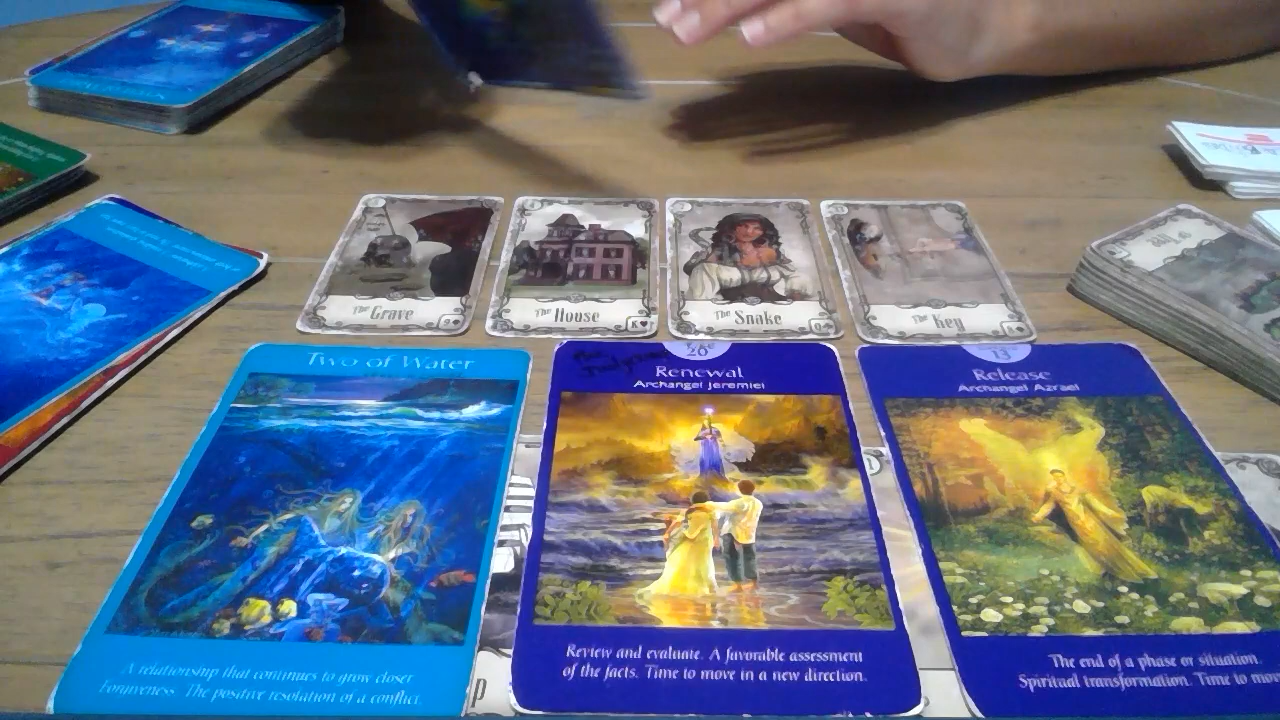 The Grave
The House
K
The Snake
Q
The Key
Two of Water
A relationship that continues to grow closer
Forgiveness. The positive resolution of a conflict.
20
Renewal
Archangel Jeremiel
Review and evaluate. A favorable assessment
of the facts. Time to move in a new direction.
13
Release
Archangel Azrael
The end of a phase or situation.
Spiritual transformation. Time to move